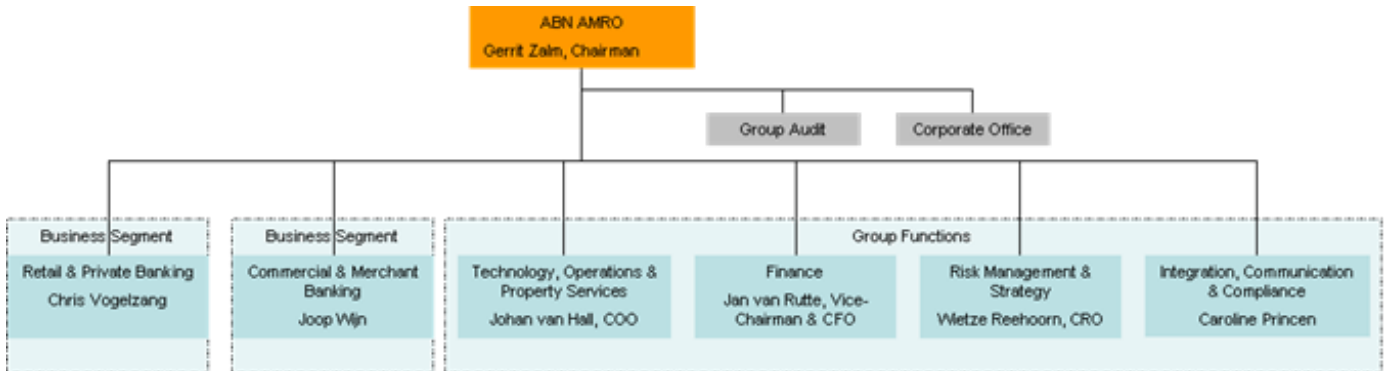 ABN AMRO
Gerrit Zalm, Chairman
Group Audit
Corporate Office
Business Segment
Retail & Private Banking
Chris Vogelzang
Business Segment
Commercial & Merchant
Banking
Joop Wijn
Group Functions
Technology, Operations &
Property Services
Johan van Hall, COO
Finance
Jan van Rutte, Vice-
Chairman & CFO
Risk Management &
Strategy
Wietze Reehoorn, CRO
Integration, Communication
& Compliance
Caroline Princen